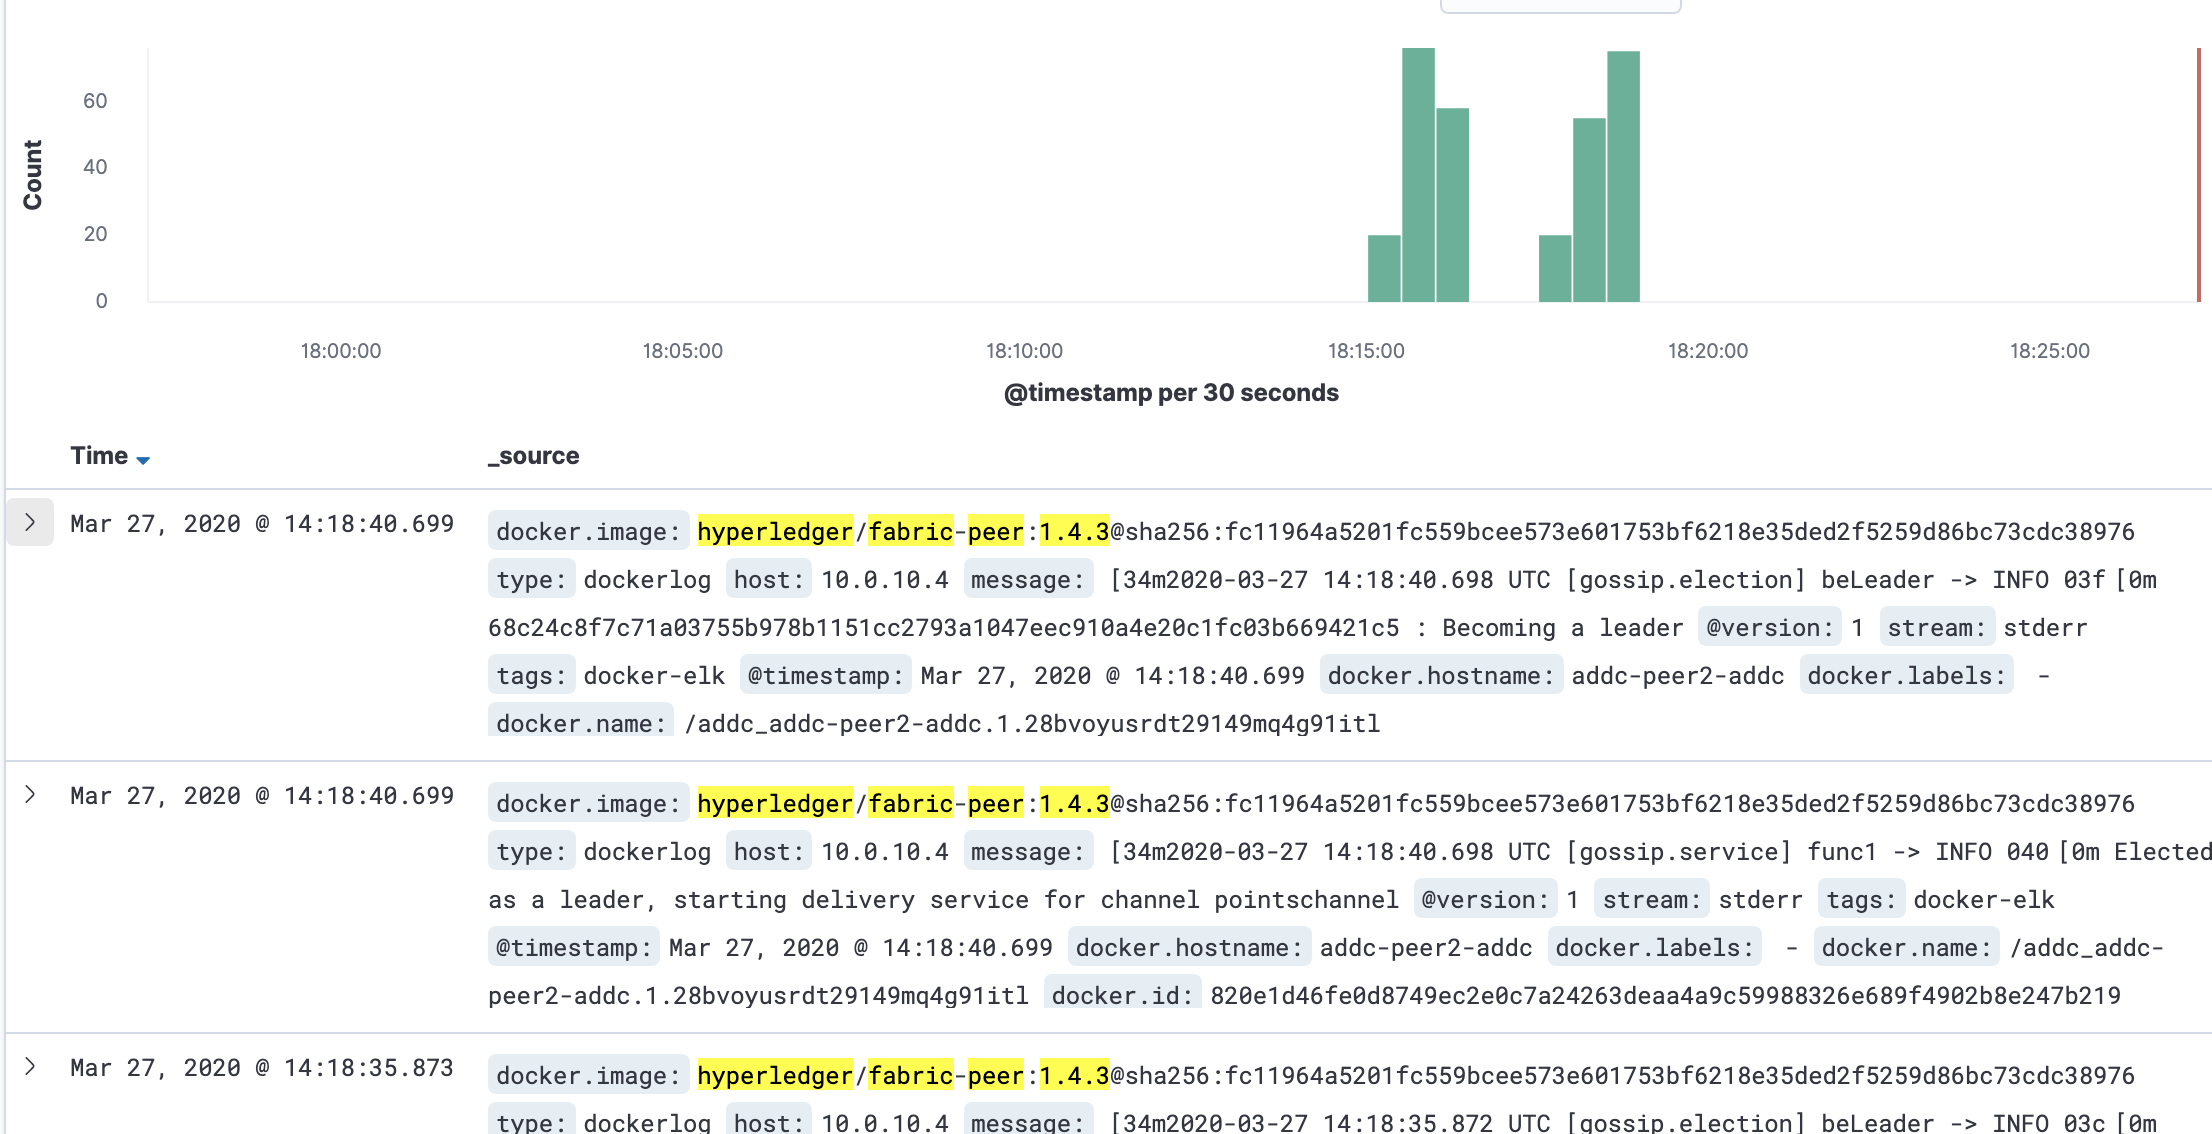 60
40
20
0
Count
18:00:00 18:05:00 18:10:00 18:15:00 18:20:00 18:25:00
@timestamp per 30 seconds
Time _source
Mar 27, 2020 @ 14:18:40.699 docker.image: hyperledger/fabric-peer:1.4.3@sha256:fc11964a5201fc559bcee573e601753bf6218e35ded2f5259d86bc73cdc38976
type: dockerlog host: 10.0.10.4 message: [34m2020-03-27 14:18:40.698 UTC [gossip.election] beLeader -> INFO 03f [0m
68c24c8f7c71a03755b978b1151cc2793a1047eec910a4e20c1fc03b669421c5 : Becoming a leader @version: 1 stream: stderr
tags: docker-elk @timestamp: Mar 27, 2020 @ 14:18:40.699 docker.hostname: addc-peer2-addc docker.labels: -
docker.name: /addc_addc-peer2-addc.1.28bvoyusrdt29149mq4g91itl
Mar 27, 2020 @ 14:18:40.699 docker.image: hyperledger/fabric-peer:1.4.3@sha256:fc11964a5201fc559bcee573e601753bf6218e35ded2f5259d86bc73cdc38976
type: dockerlog host: 10.0.10.4 message: [34m2020-03-27 14:18:40.698 UTC [gossip.service] func1 -> INFO 040 [0m Elected
as a leader, starting delivery service for channel pointschannel @version: 1 stream: stderr tags: docker-elk
@timestamp: Mar 27, 2020 @ 14:18:40.699 docker.hostname: addc-peer2-addc docker.labels: - docker.name: /addc_addc-
peer2-addc.1.28bvoyusrdt29149mq4g91itl docker.id: 820e1d46fe0d8749ec2e0c7a24263deaa4a9c59988326e689f4902b8e247b219
Mar 27, 2020 @ 14:18:35.873 docker.image: hyperledger/fabric-peer:1.4.3@sha256:fc11964a5201fc559bcee573e601753bf6218e35ded2f5259d86bc73cdc38976
type: dockerlog host: 10.0.10.4 message: [34m2020-03-27 14:18:35.872 UTC [gossip.election] beLeader -> INFO 03c [0m